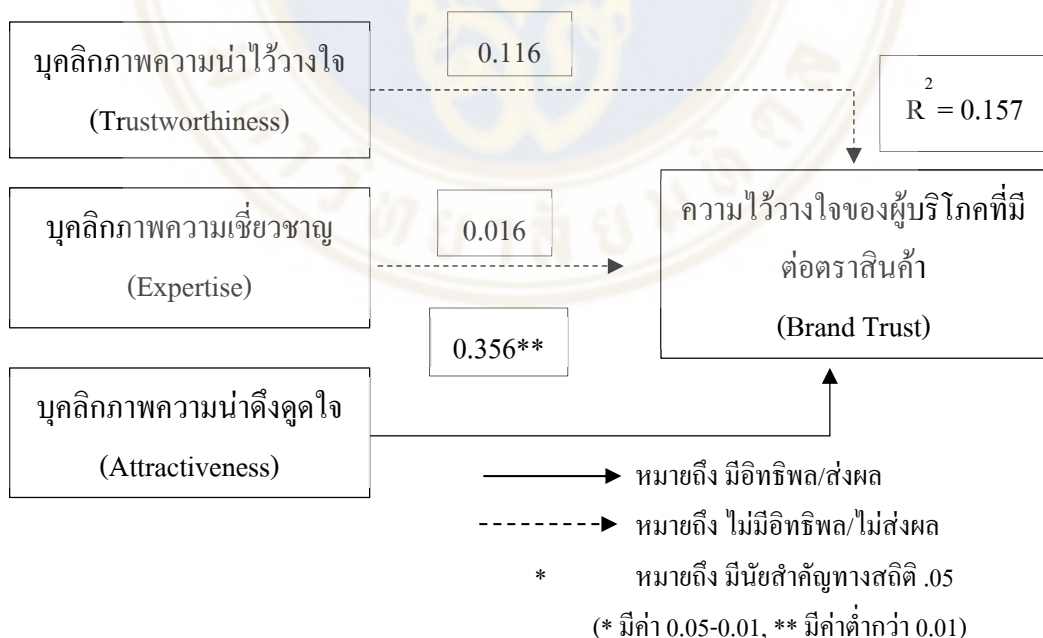 บุคลิกภาพความน่าไว้วางใจ
(Trustworthiness)
0.116
R² = 0.157
บุคลิกภาพความเชี่ยวชาญ
(Expertise)
0.016
ความไว้วางใจของผู้บริโภคที่มี
ต่อตราสินค้า
(Brand Trust)
0.356**
บุคลิกภาพความน่าดึงดูดใจ
(Attractiveness)
หมายถึง มีอิทธิพล/ส่งผล
หมายถึง ไม่มีอิทธิพล/ไม่ส่งผล
* หมายถึง มีนัยสำคัญทางสถิติ .05
(* มีค่า 0.05-0.01, ** มีค่าต่ำกว่า 0.01)